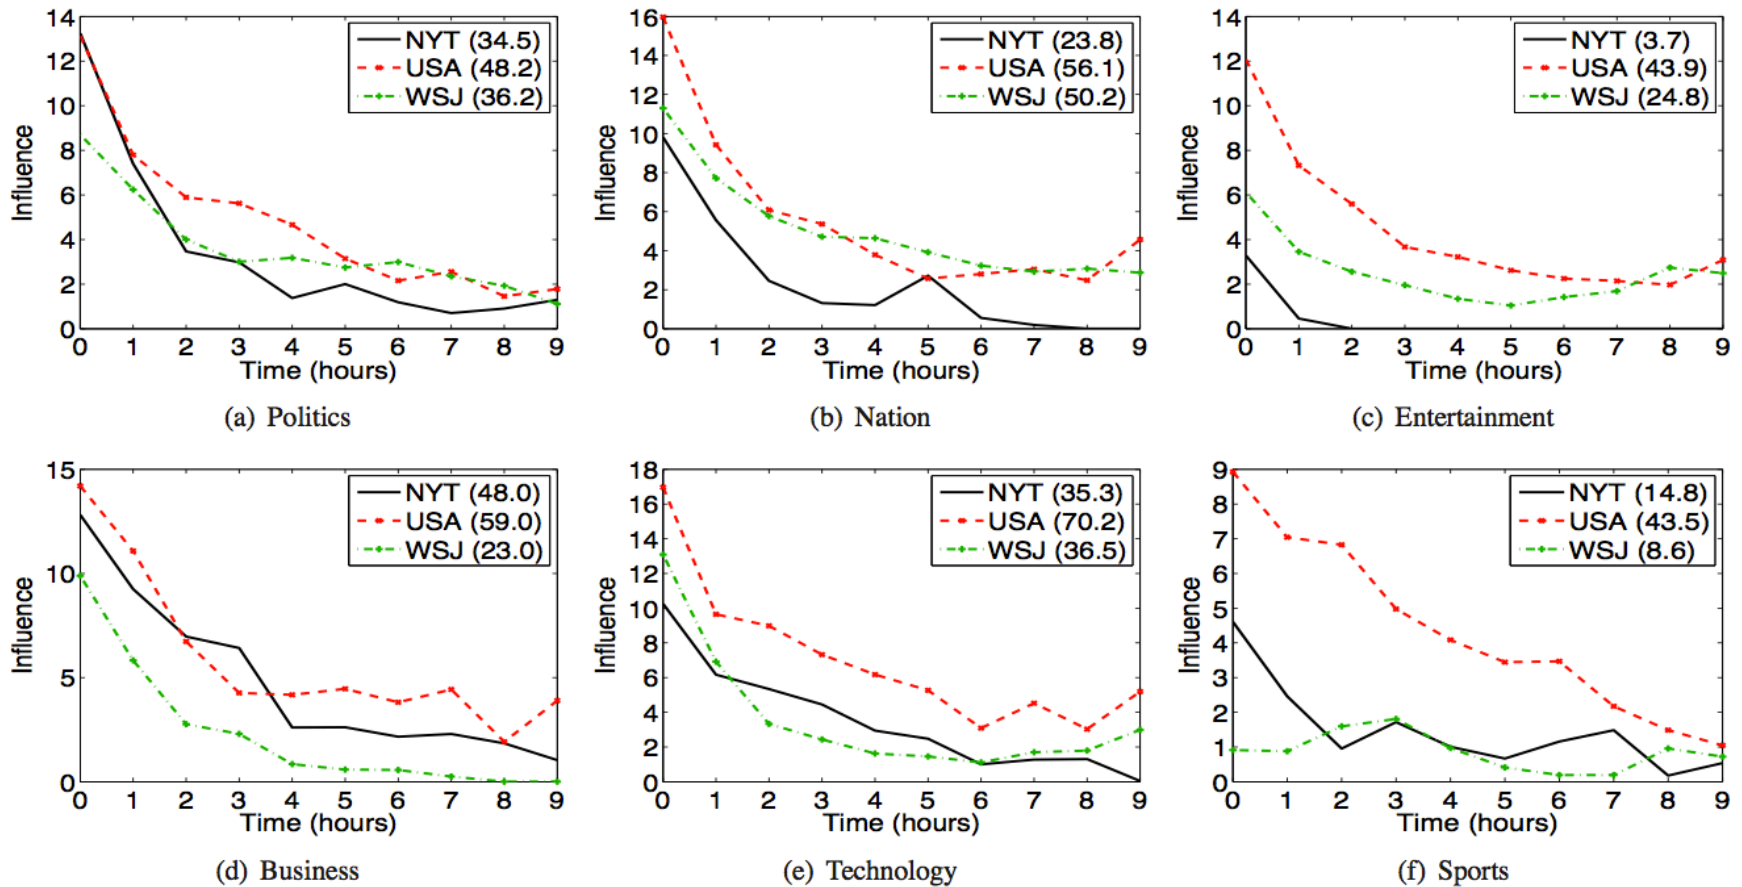 14
12
10
8
6
4
2
0
Influence
NYT (34.5)
USA (48.2)
WSJ (36.2)
0 1 2 3 4 5 6 7 8 9
Time (hours)
(a) Politics
16
14
12
10
8
6
4
2
0
Influence
NYT (23.8)
USA (56.1)
WSJ (50.2)
0 1 2 3 4 5 6 7 8 9
Time (hours)
(b) Nation
14
12
10
8
6
4
2
0
Influence
NYT (3.7)
USA (43.9)
WSJ (24.8)
0 1 2 3 4 5 6 7 8 9
Time (hours)
(c) Entertainment
15
10
5
0
Influence
NYT (48.0)
USA (59.0)
WSJ (23.0)
0 1 2 3 4 5 6 7 8 9
Time (hours)
(d) Business
18
16
14
12
10
8
6
4
2
0
Influence
NYT (35.3)
USA (70.2)
WSJ (36.5)
0 1 2 3 4 5 6 7 8 9
Time (hours)
(e) Technology
9
8
7
6
5
4
3
2
1
0
Influence
NYT (14.8)
USA (43.5)
WSJ (8.6)
0 1 2 3 4 5 6 7 8 9
Time (hours)
(f) Sports